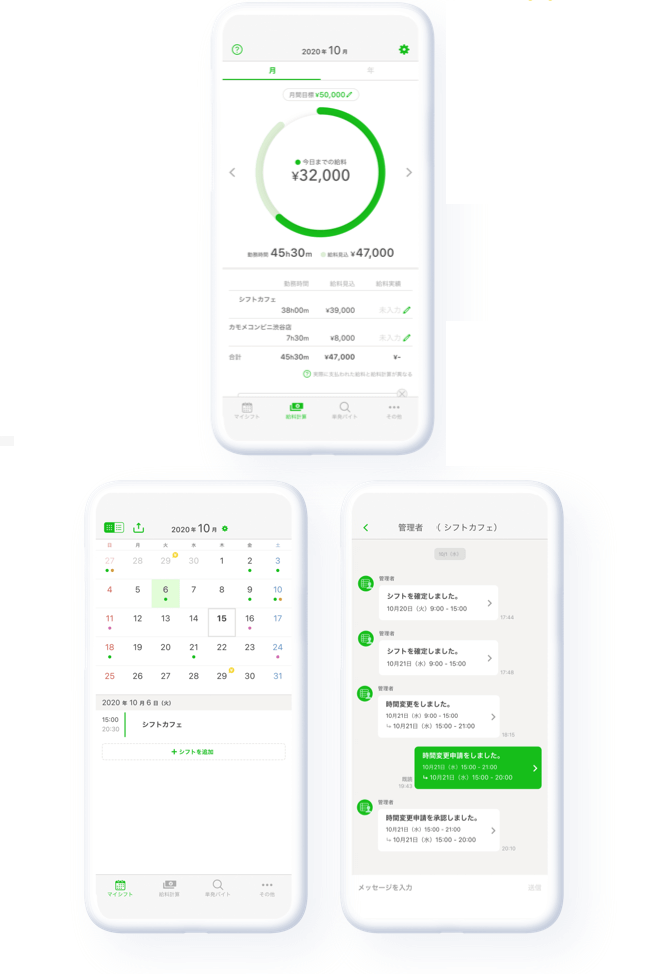 2020年10月
月
年
月間目標 ¥50,000
今日までの給料
¥32,000
勤務時間 45h30m 給料見込 ¥47,000
勤務時間 給料見込 給料実績
シフトカフェ
38h00m ¥39,000 未入力
カモメコンビニ渋谷店
7h30m ¥8,000 未入力
合計 45h30m ¥47,000 ¥-
? 実際に支払われた給料と給料計算が異なる
マイシフト 給料計算 単発バイト その他
2020年10月
日 月 火 水 木 金 土
27 28 29 30 1 2 3
4 5 6 7 8 9 10
11 12 13 14 15 16 17
18 19 20 21 22 23 24
25 26 27 28 29 30 31
2020年10月6日(火)
15:00 シフトカフェ
20:30
+ シフトを追加
マイシフト 給料計算 単発バイト その他
管理者 〈シフトカフェ〉
管理者
シフトを確定しました。
10月20日(火) 9:00 - 15:00
17:44
管理者
シフトを確定しました。
10月21日(水) 9:00 - 15:00
17:48
管理者
時間変更をしました。
10月21日(水) 9:00 - 15:00
10月21日(水) 15:00 - 21:00
18:15
時間変更申請をしました。
10月21日(水) 15:00 - 21:00
10月21日(水) 15:00 - 20:00
既読
18:43
管理者
時間変更申請を承認しました。
10月21日(水) 15:00 - 21:00
10月21日(水) 15:00 - 20:00
20:10
メッセージを入力 送信